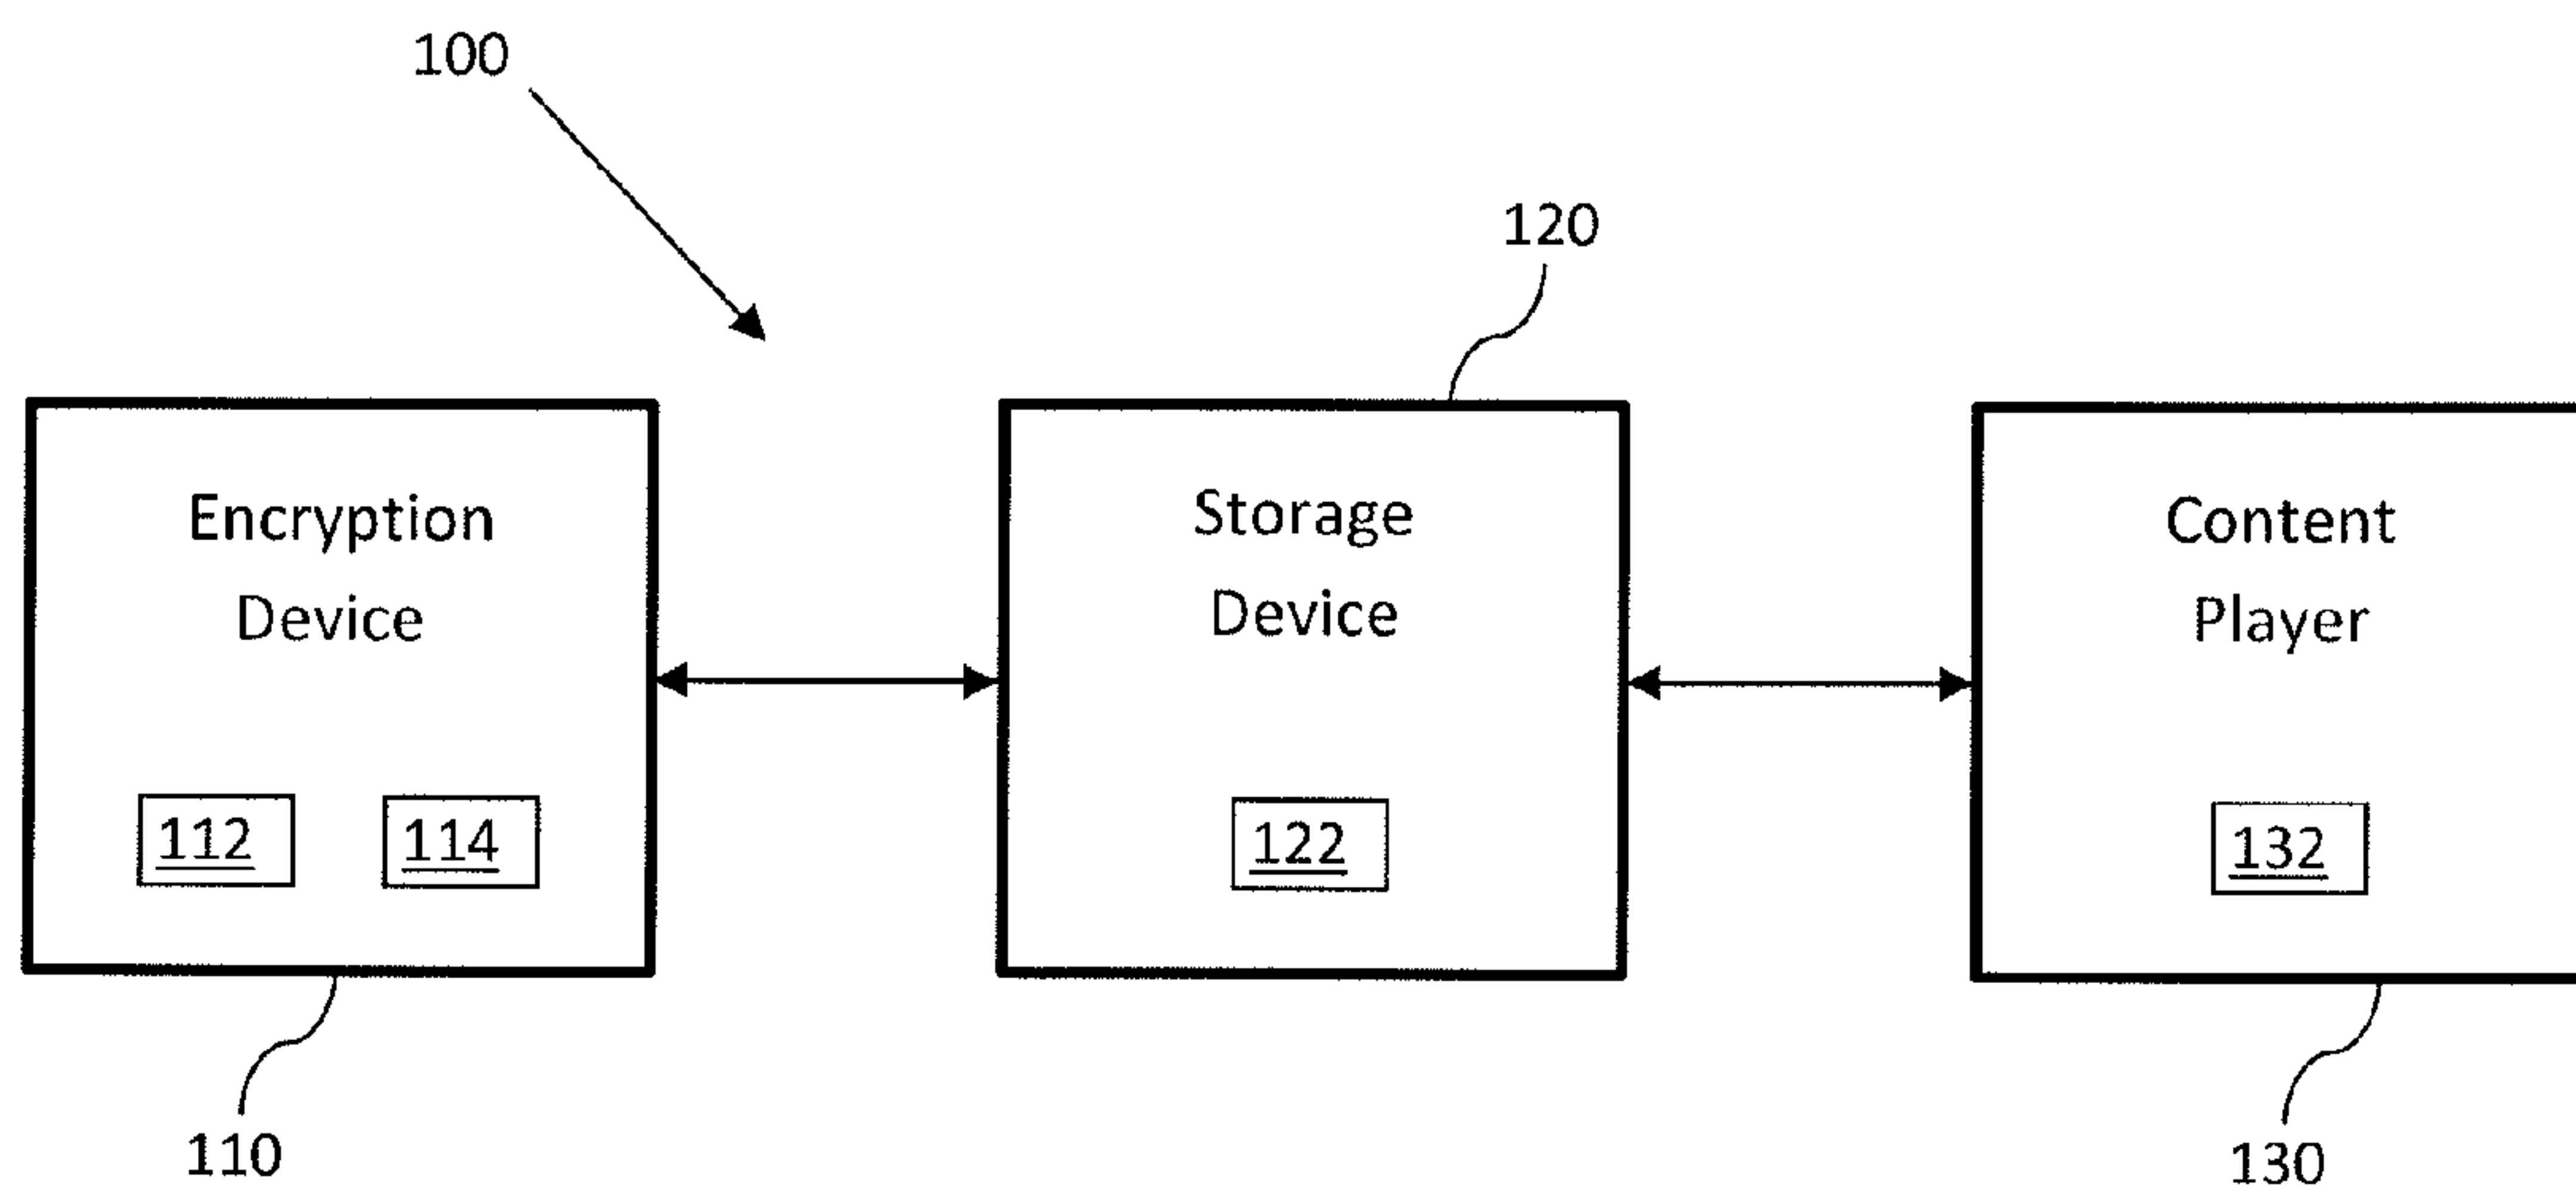 100
120
Encryption
Device
112
114
110
Storage
Device
122
Content
Player
132
130